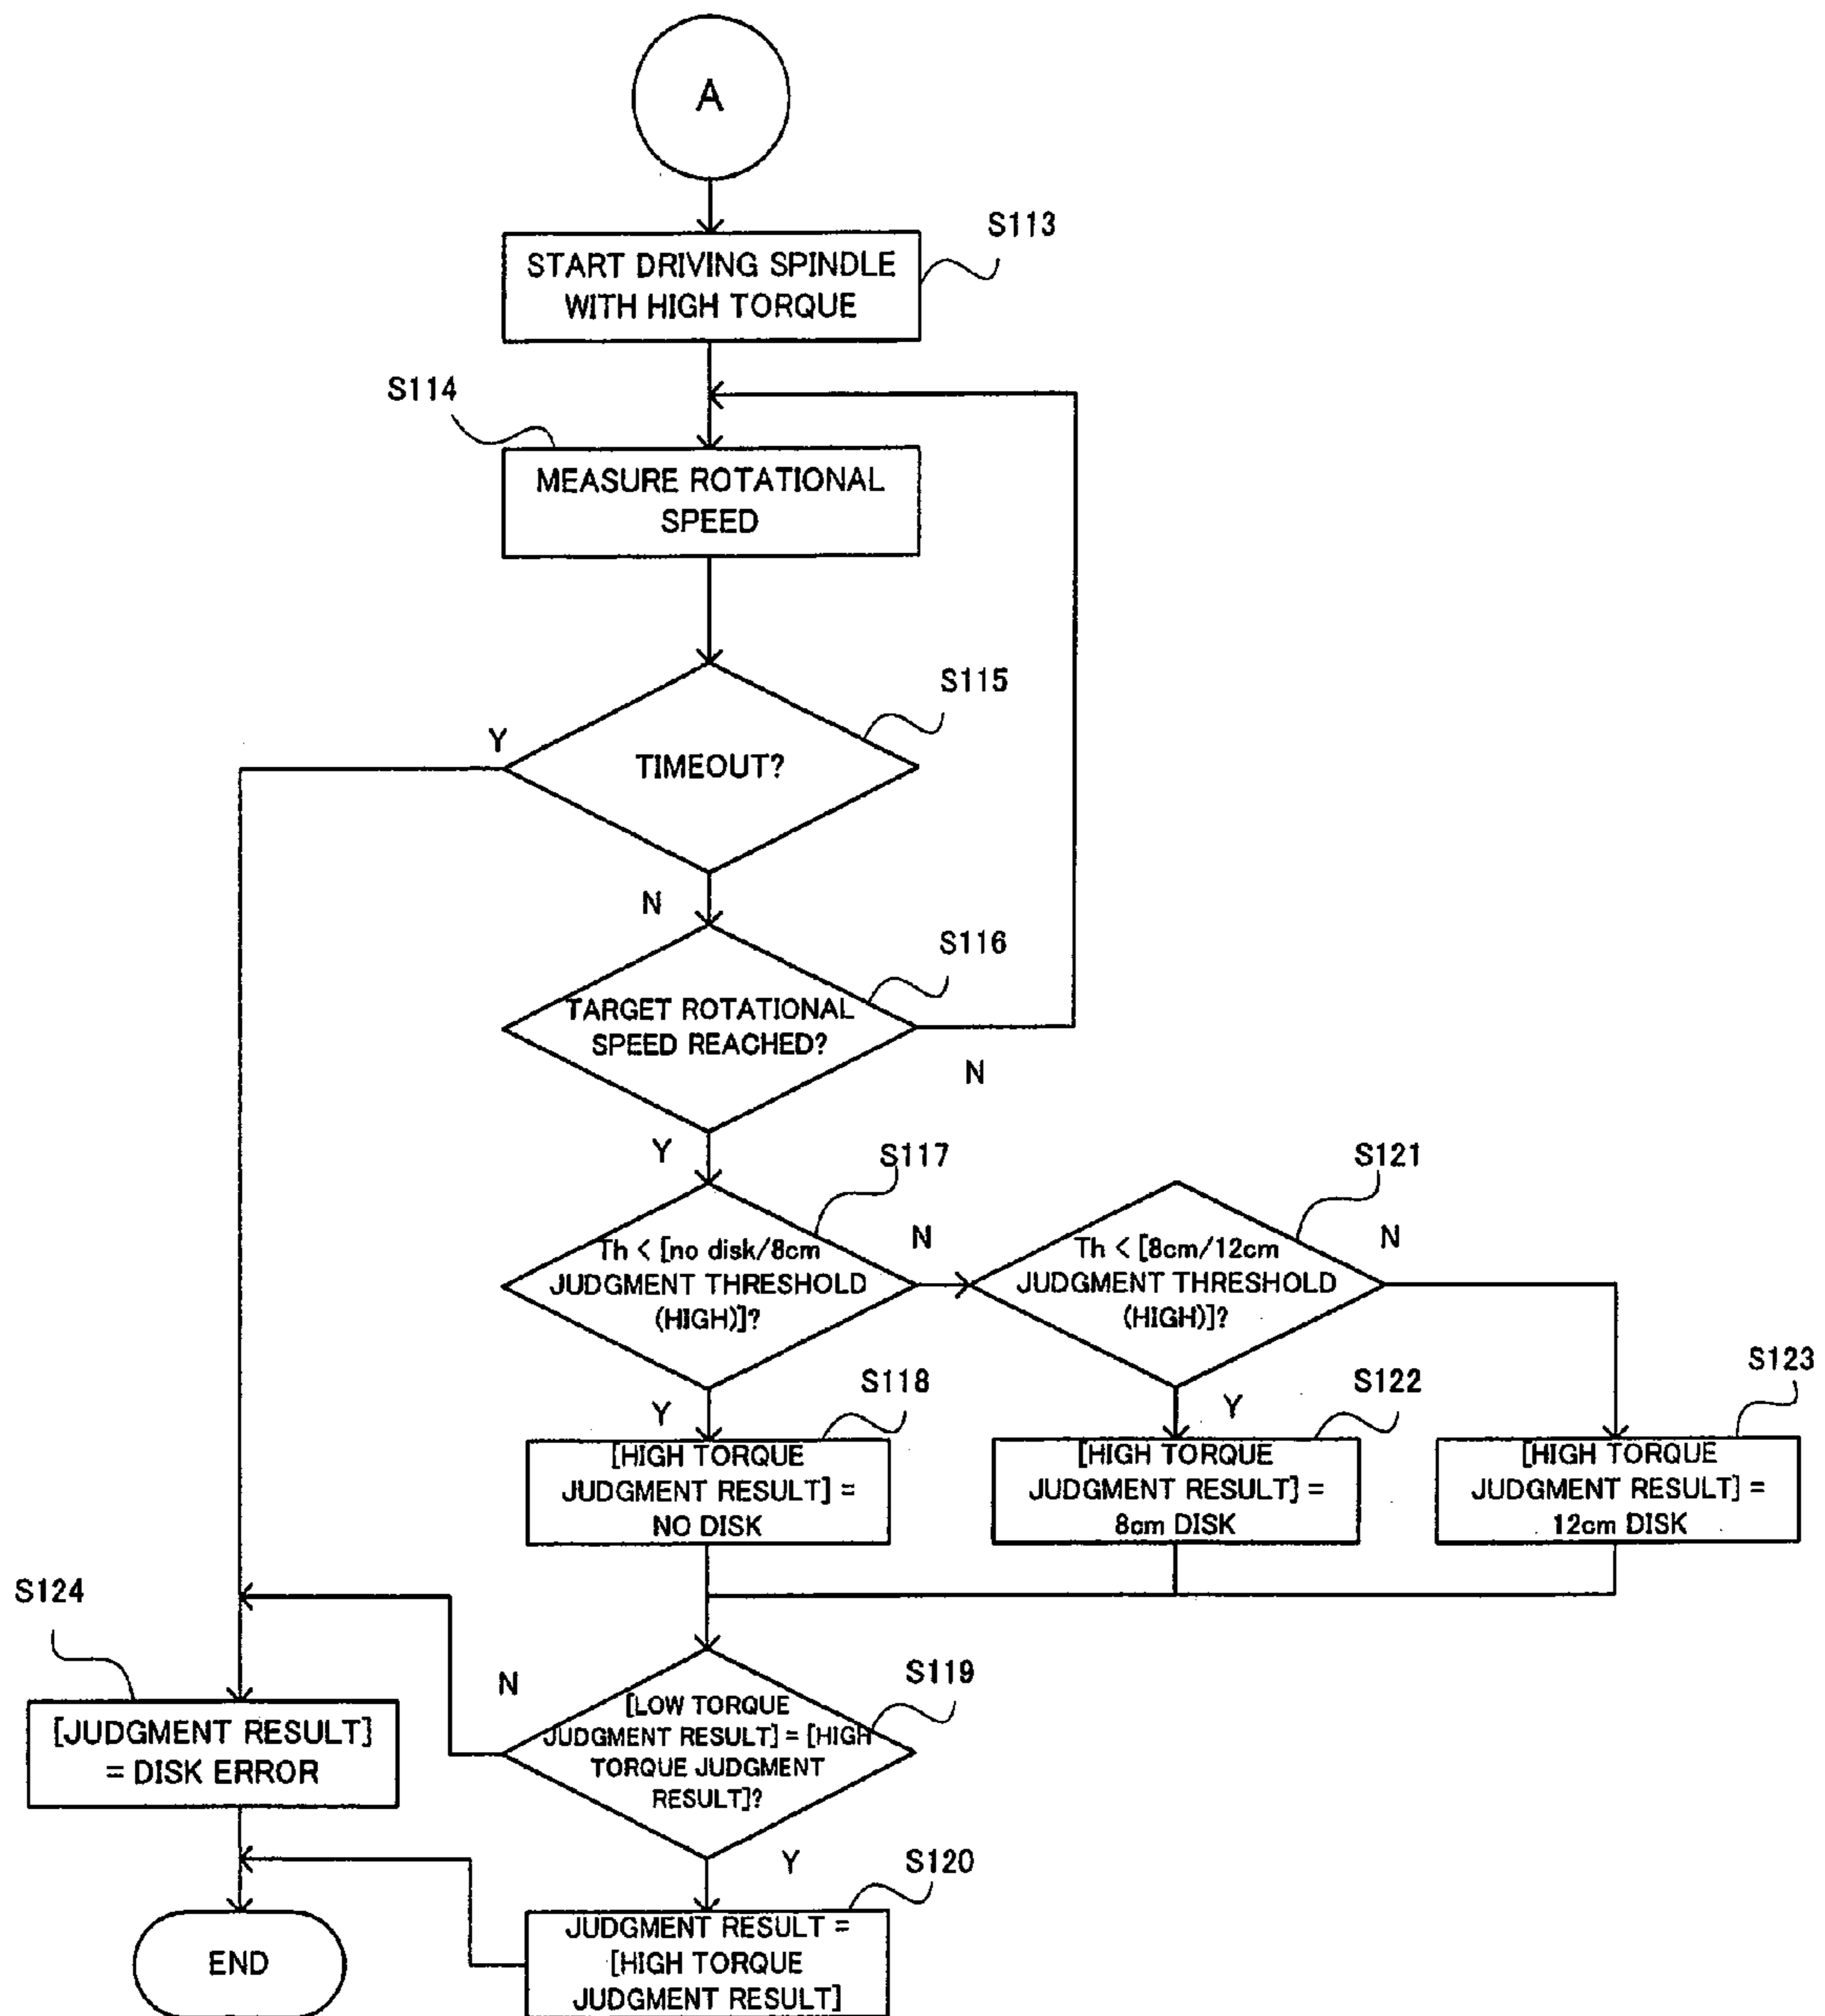 A
S113
START DRIVING SPINDLE
WITH HIGH TORQUE
S114
MEASURE ROTATIONAL
SPEED
S115
Y
TIMEOUT?
N
S116
TARGET ROTATIONAL
SPEED REACHED?
N
Y
S117
S121
Th < [no disk/8cm
JUDGMENT THRESHOLD
(HIGH)]?
N
Th < [8cm/12cm
JUDGMENT THRESHOLD
(HIGH)]?
N
Y
S118
Y
S122
S123
[HIGH TORQUE
JUDGMENT RESULT] =
NO DISK
[HIGH TORQUE
JUDGMENT RESULT] =
8cm DISK
[HIGH TORQUE
JUDGMENT RESULT] =
12cm DISK
S124
N
S119
[LOW TORQUE
JUDGMENT RESULT] = [HIGH
TORQUE JUDGMENT
RESULT]?
[JUDGMENT RESULT]
= DISK ERROR
Y
S120
JUDGMENT RESULT =
[HIGH TORQUE
JUDGMENT RESULT]
END